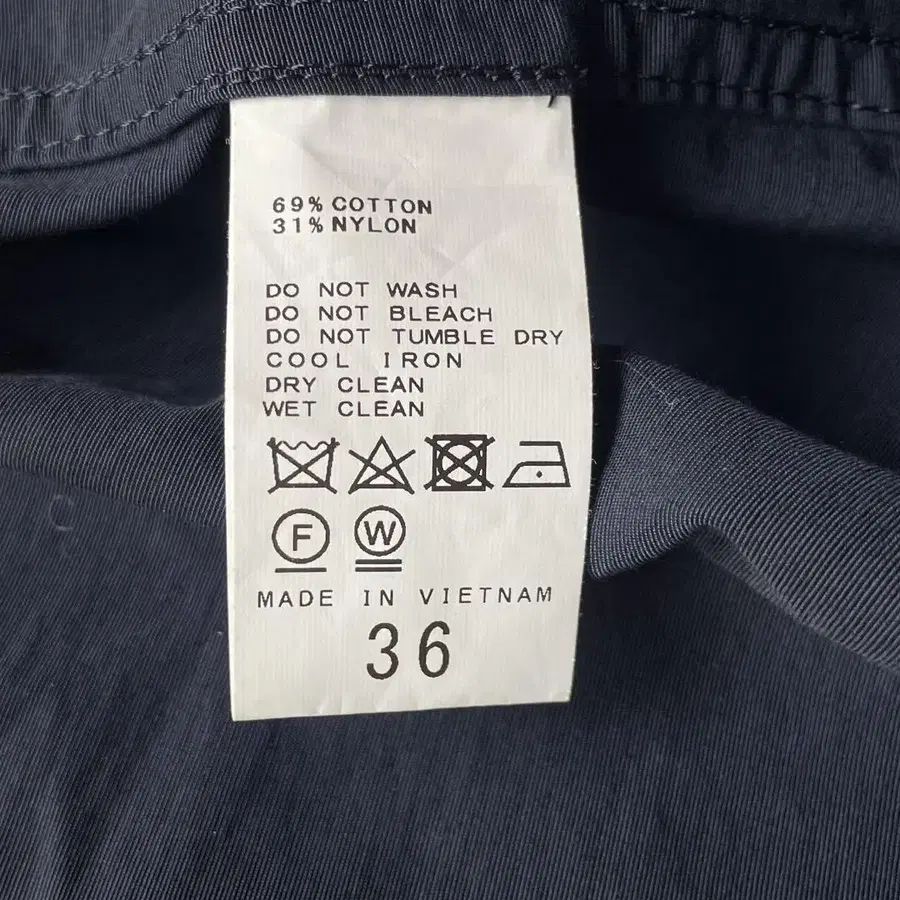 69% COTTON
31% NYLON
DO NOT WASH
DO NOT BLEACH
DO NOT TUMBLE DRY
COOL IRON
DRY CLEAN
WET CLEAN
F W
MADE IN VIETNAM
36